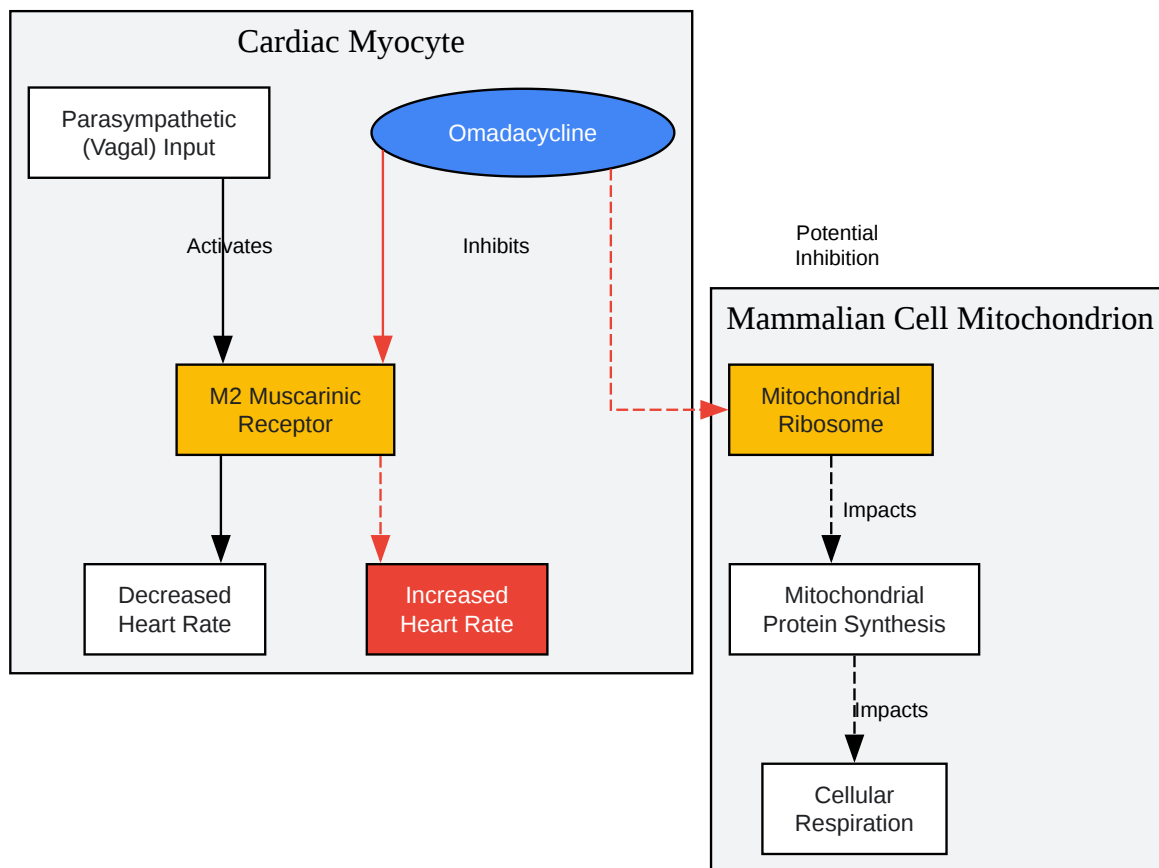 Cardiac Myocyte
Parasympathetic
(Vagal) Input
Omadacycline
Activates
Inhibits
Potential
Inhibition
Mammalian Cell Mitochondrion
M2 Muscarinic
Receptor
Mitochondrial
Ribosome
Impacts
Decreased
Heart Rate
Increased
Heart Rate
Mitochondrial
Protein Synthesis
Impacts
Cellular
Respiration